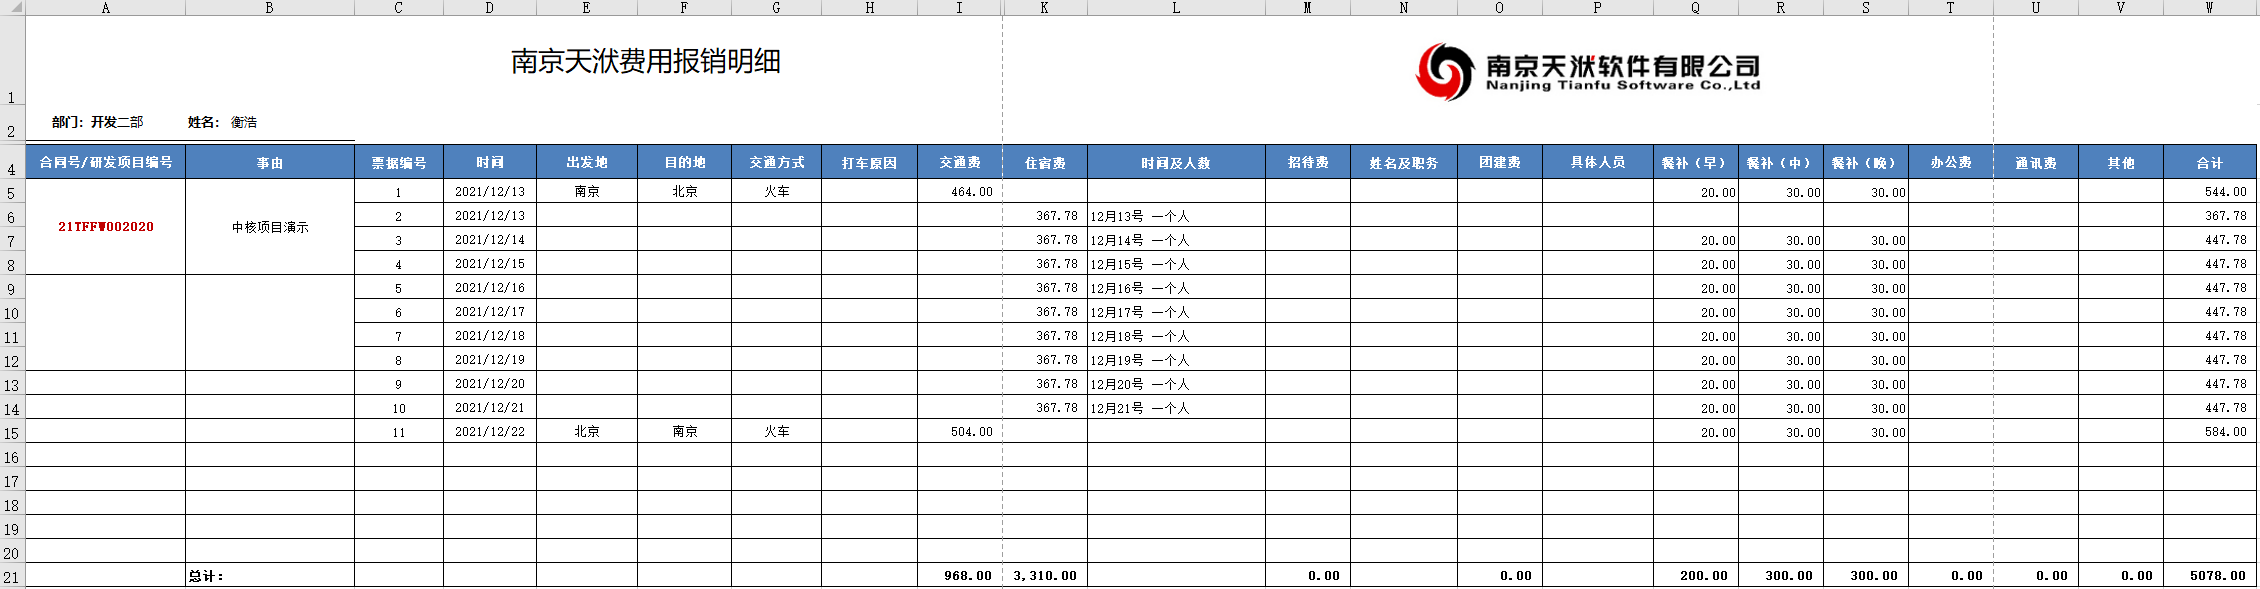 A B C D E F G H I K L M N O P Q R S T U V W
南京天洑费用报销明细
南京天洑软件有限公司
Nanjing Tianfu Software Co.,Ltd
1
2 部门：开发二部 姓名： 衡浩
4 合同号/研发项目编号 事由 票据编号 时间 出发地 目的地 交通方式 打车原因 交通费 住宿费 时间及人数 招待费 姓名及职务 团建费 具体人员 餐补（早） 餐补（中） 餐补（晚） 办公费 通讯费 其他 合计
5 1 2021/12/13 南京 北京 火车 464.00 20.00 30.00 30.00 544.00
6 2 2021/12/13 367.78 12月13号 一个人 367.78
21TFFW002020 中核项目演示
7 3 2021/12/14 367.78 12月14号 一个人 20.00 30.00 30.00 447.78
8 4 2021/12/15 367.78 12月15号 一个人 20.00 30.00 30.00 447.78
9 5 2021/12/16 367.78 12月16号 一个人 20.00 30.00 30.00 447.78
10 6 2021/12/17 367.78 12月17号 一个人 20.00 30.00 30.00 447.78
11 7 2021/12/18 367.78 12月18号 一个人 20.00 30.00 30.00 447.78
12 8 2021/12/19 367.78 12月19号 一个人 20.00 30.00 30.00 447.78
13 9 2021/12/20 367.78 12月20号 一个人 20.00 30.00 30.00 447.78
14 10 2021/12/21 367.78 12月21号 一个人 20.00 30.00 30.00 447.78
15 11 2021/12/22 北京 南京 火车 504.00 20.00 30.00 30.00 584.00
16
17
18
19
20
21 总计： 968.00 3,310.00 0.00 0.00 200.00 300.00 300.00 0.00 0.00 0.00 5078.00